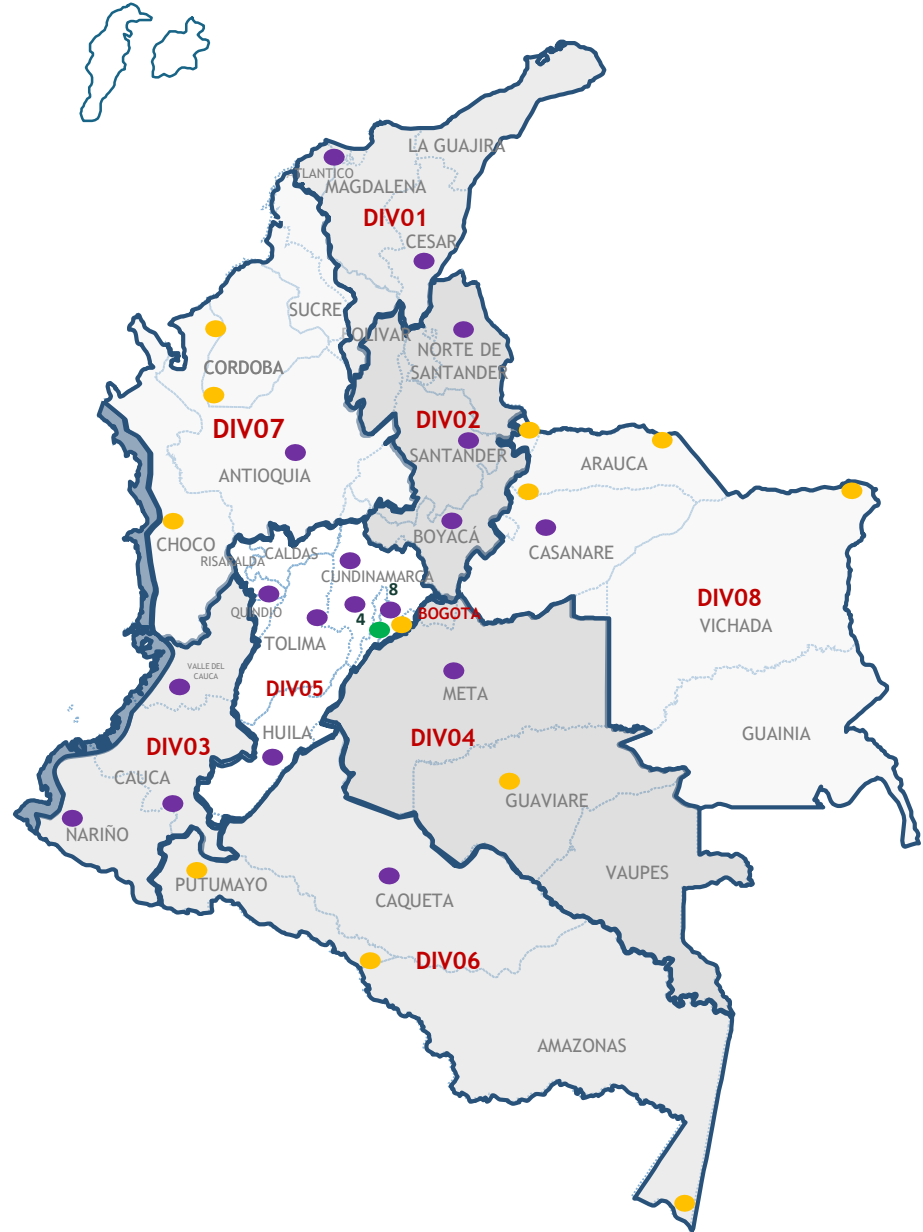 LA GUAJIRA
TLANTICO
MAGDALENA
DIV01
CESAR
SUCRE
BOLIVAR
NORTE DE
SANTANDER
CORDOBA
DIV07
DIV02
SANTANDER
ANTIOQUIA
ARAUCA
CHOCO
BOYACÁ
CASANARE
RISARALDA
CALDAS
CUNDINAMARCA
8
QUINDIO
4
BOGOTA
DIV08
VICHADA
TOLIMA
VALLE DEL
CAUCA
DIV05
META
HUILA
DIV03
DIV04
GUAINIA
CAUCA
GUAVIARE
NARIÑO
VAUPES
PUTUMAYO
CAQUETA
DIV06
AMAZONAS